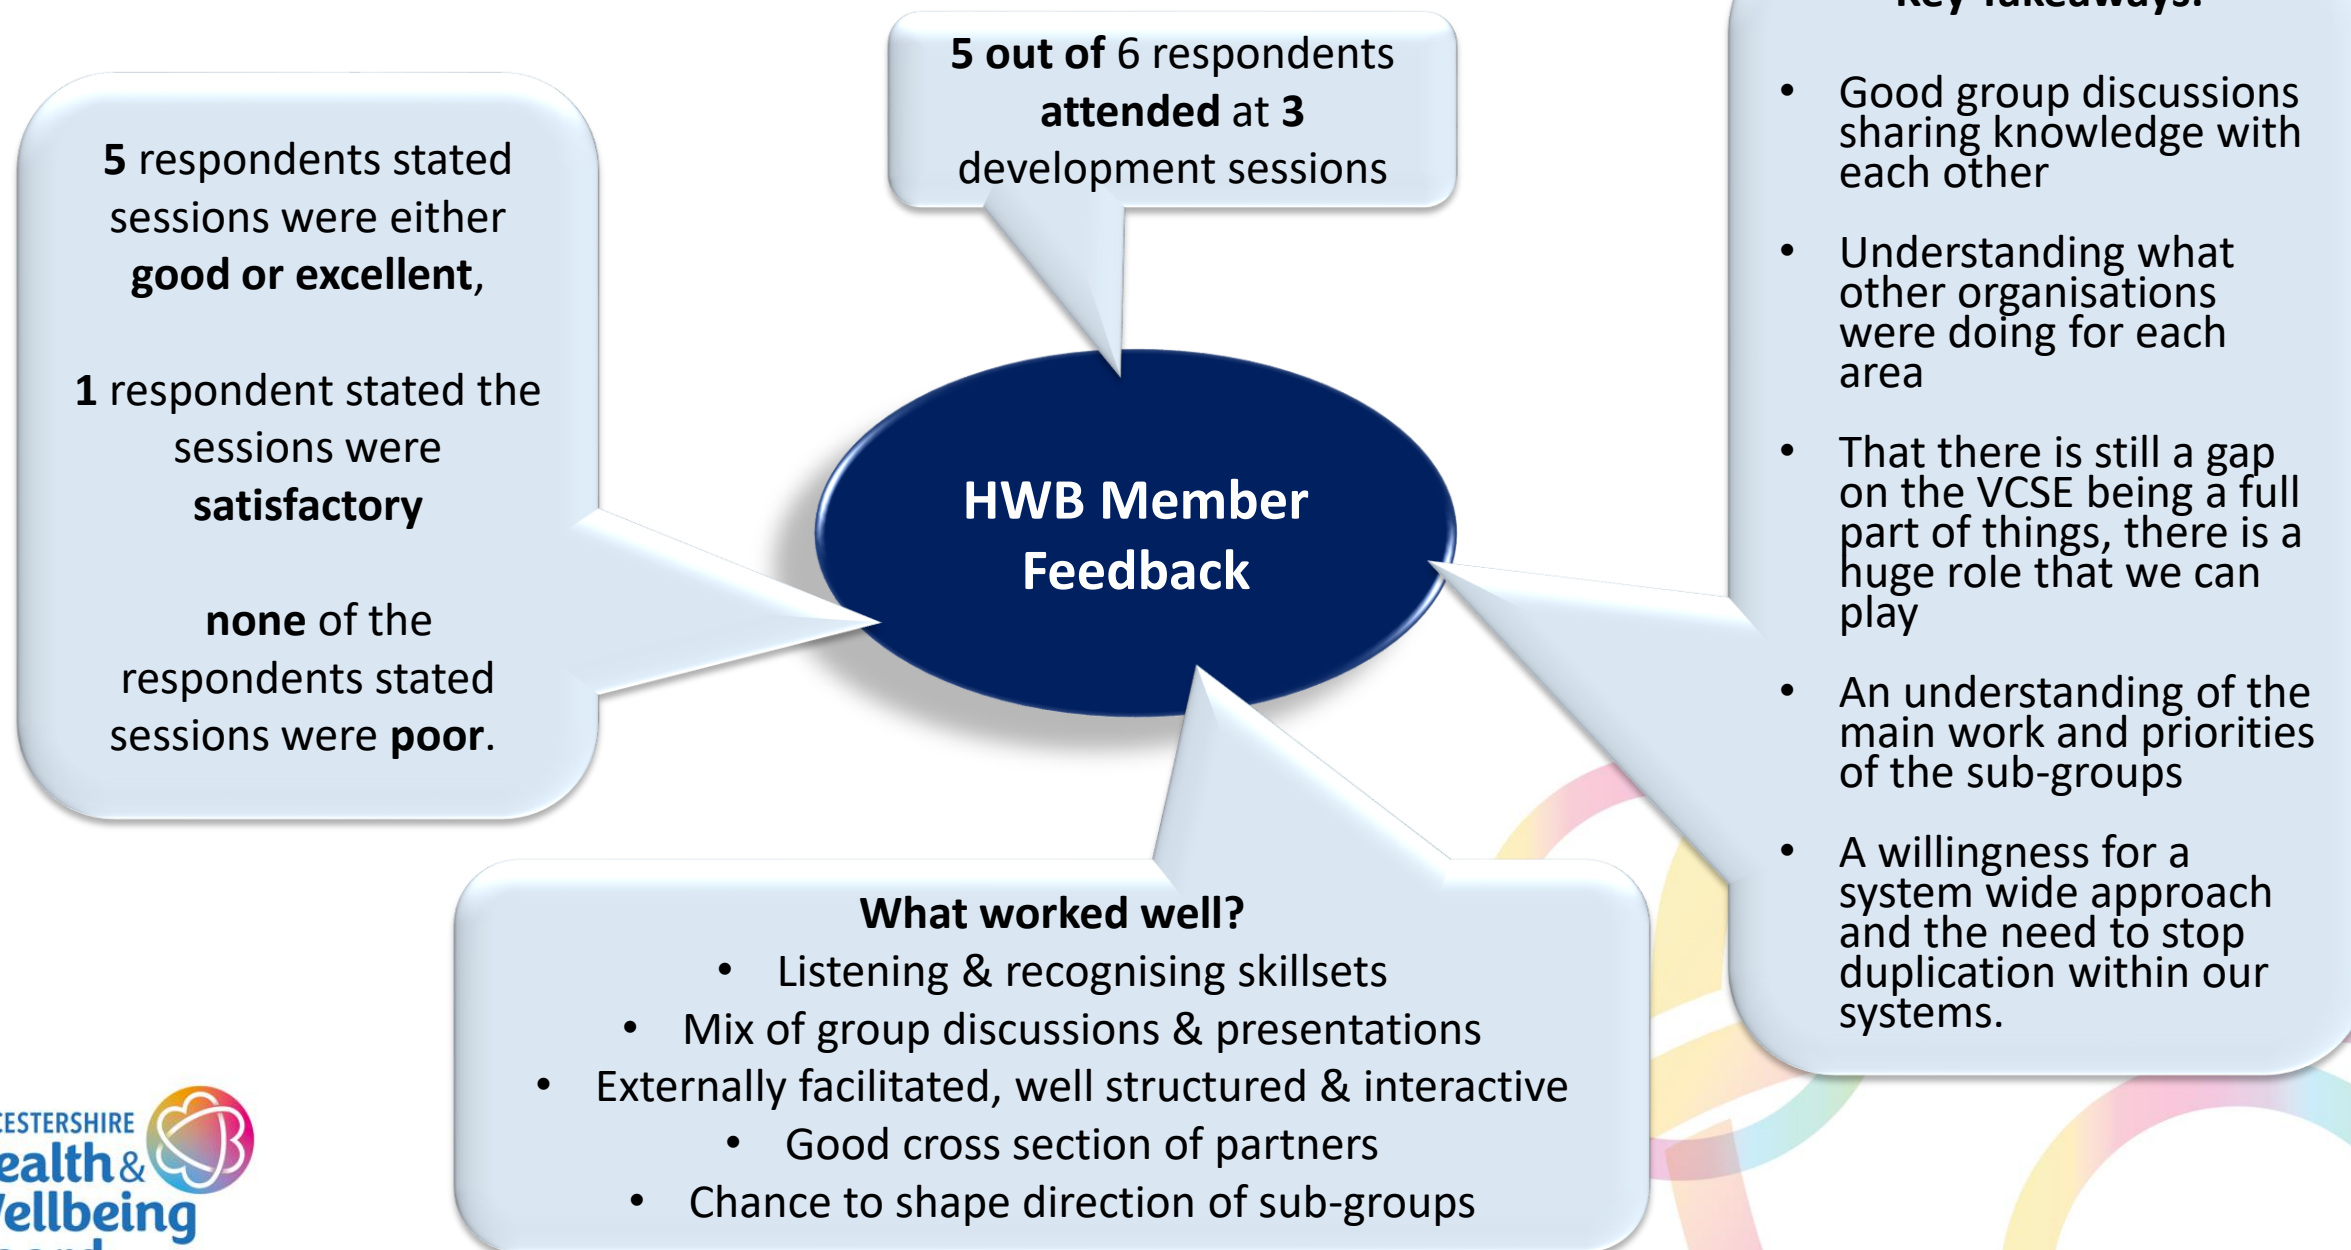 5 out of 6 respondents
attended at 3
development sessions
5 respondents stated
sessions were either
good or excellent,
1 respondent stated the
sessions were
satisfactory
none of the
respondents stated
sessions were poor.
HWB Member
Feedback
Key Takeaways:
• Good group discussions
sharing knowledge with
each other
• Understanding what
other organisations
were doing for each
area
• That there is still a gap
on the VCSE being a full
part of things, there is a
huge role that we can
play
• An understanding of the
main work and priorities
of the sub-groups
• A willingness for a
system wide approach
and the need to stop
duplication within our
systems.
What worked well?
• Listening & recognising skillsets
• Mix of group discussions & presentations
• Externally facilitated, well structured & interactive
• Good cross section of partners
• Chance to shape direction of sub-groups
CESTERSHIRE
ealth &
ellbeing